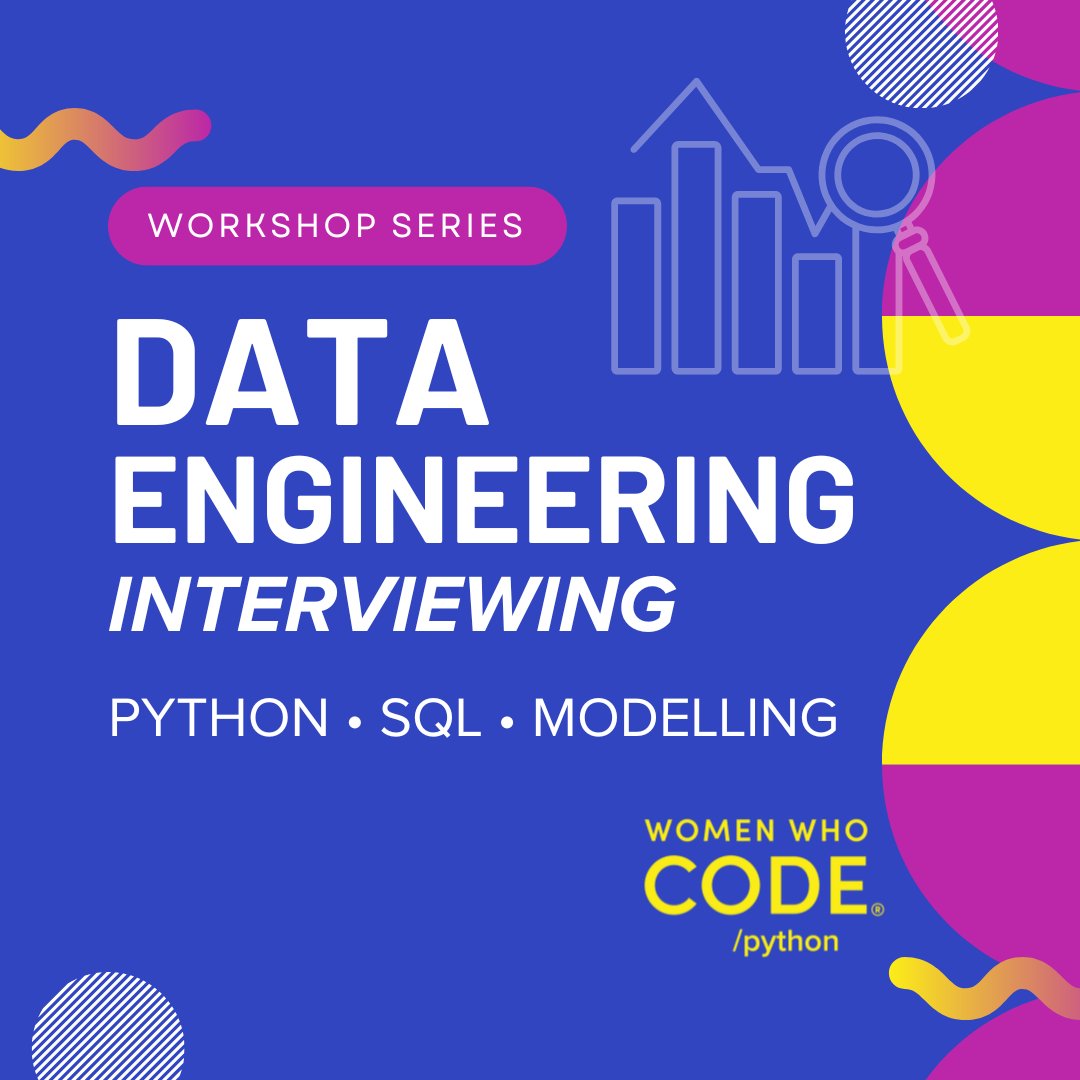 WORKSHOP SERIES
DATA
ENGINEERING
INTERVIEWING
PYTHON • SQL • MODELLING
WOMEN WHO
CODE®
/python